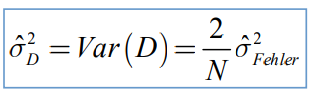 σ̂²_D = Var(D) = 2/N σ̂²_Fehler